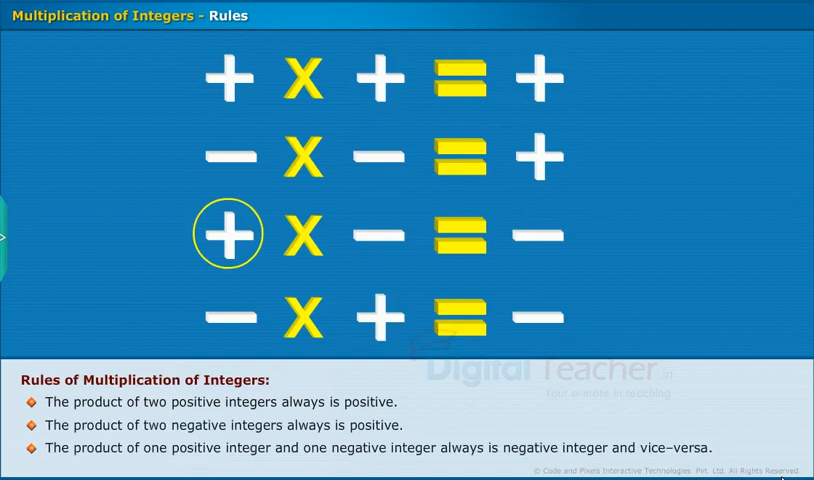 Multiplication of Integers - Rules
+ X + = +
− X − = +
+ X − = −
− X + = −
Digital Teacher.in
Your e-mate in teaching
Rules of Multiplication of Integers:
The product of two positive integers always is positive.
The product of two negative integers always is positive.
The product of one positive integer and one negative integer always is negative integer and vice–versa.
© Code and Pixels Interactive Technologies Pvt. Ltd. All Rights Reserved.